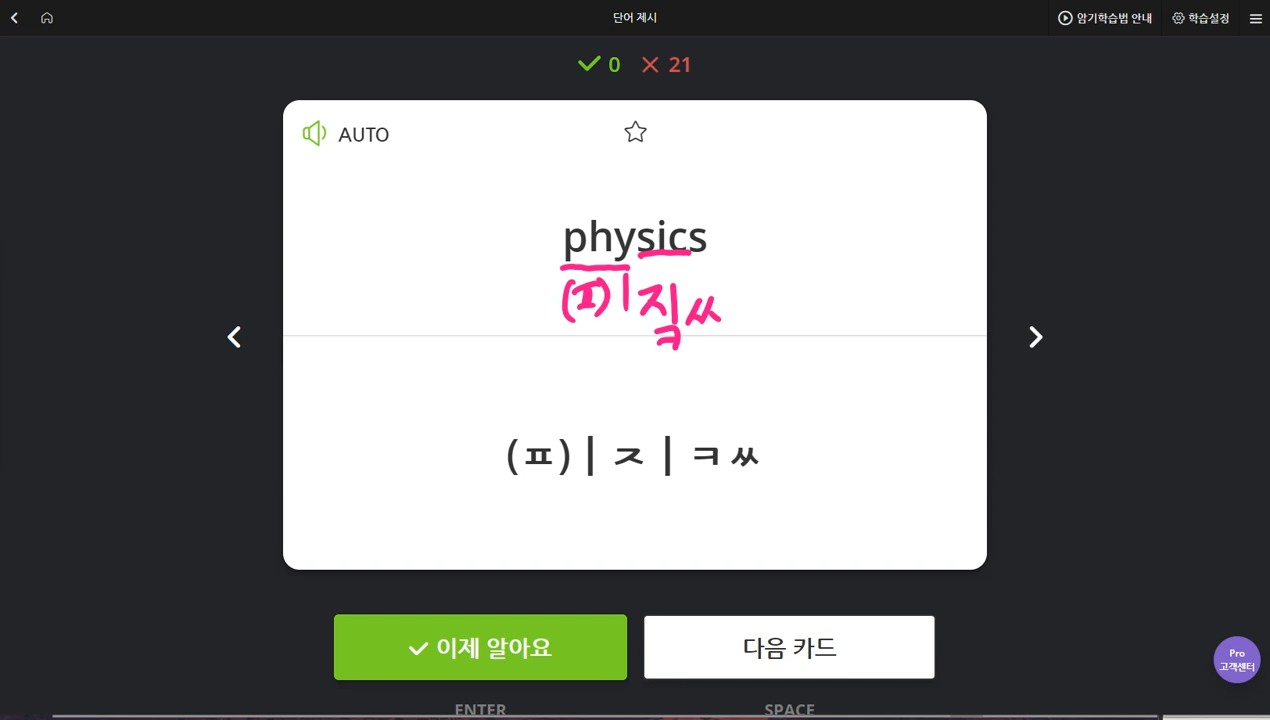 단어 제시
암기학습법 안내
학습설정
0
21
AUTO
physics
(ㅍ)ㅣ직ㅆ
(ㅍ)ㅣㅈㅣㅋㅆ
이제 알아요
다음 카드
Pro
고객센터
ENTER
SPACE